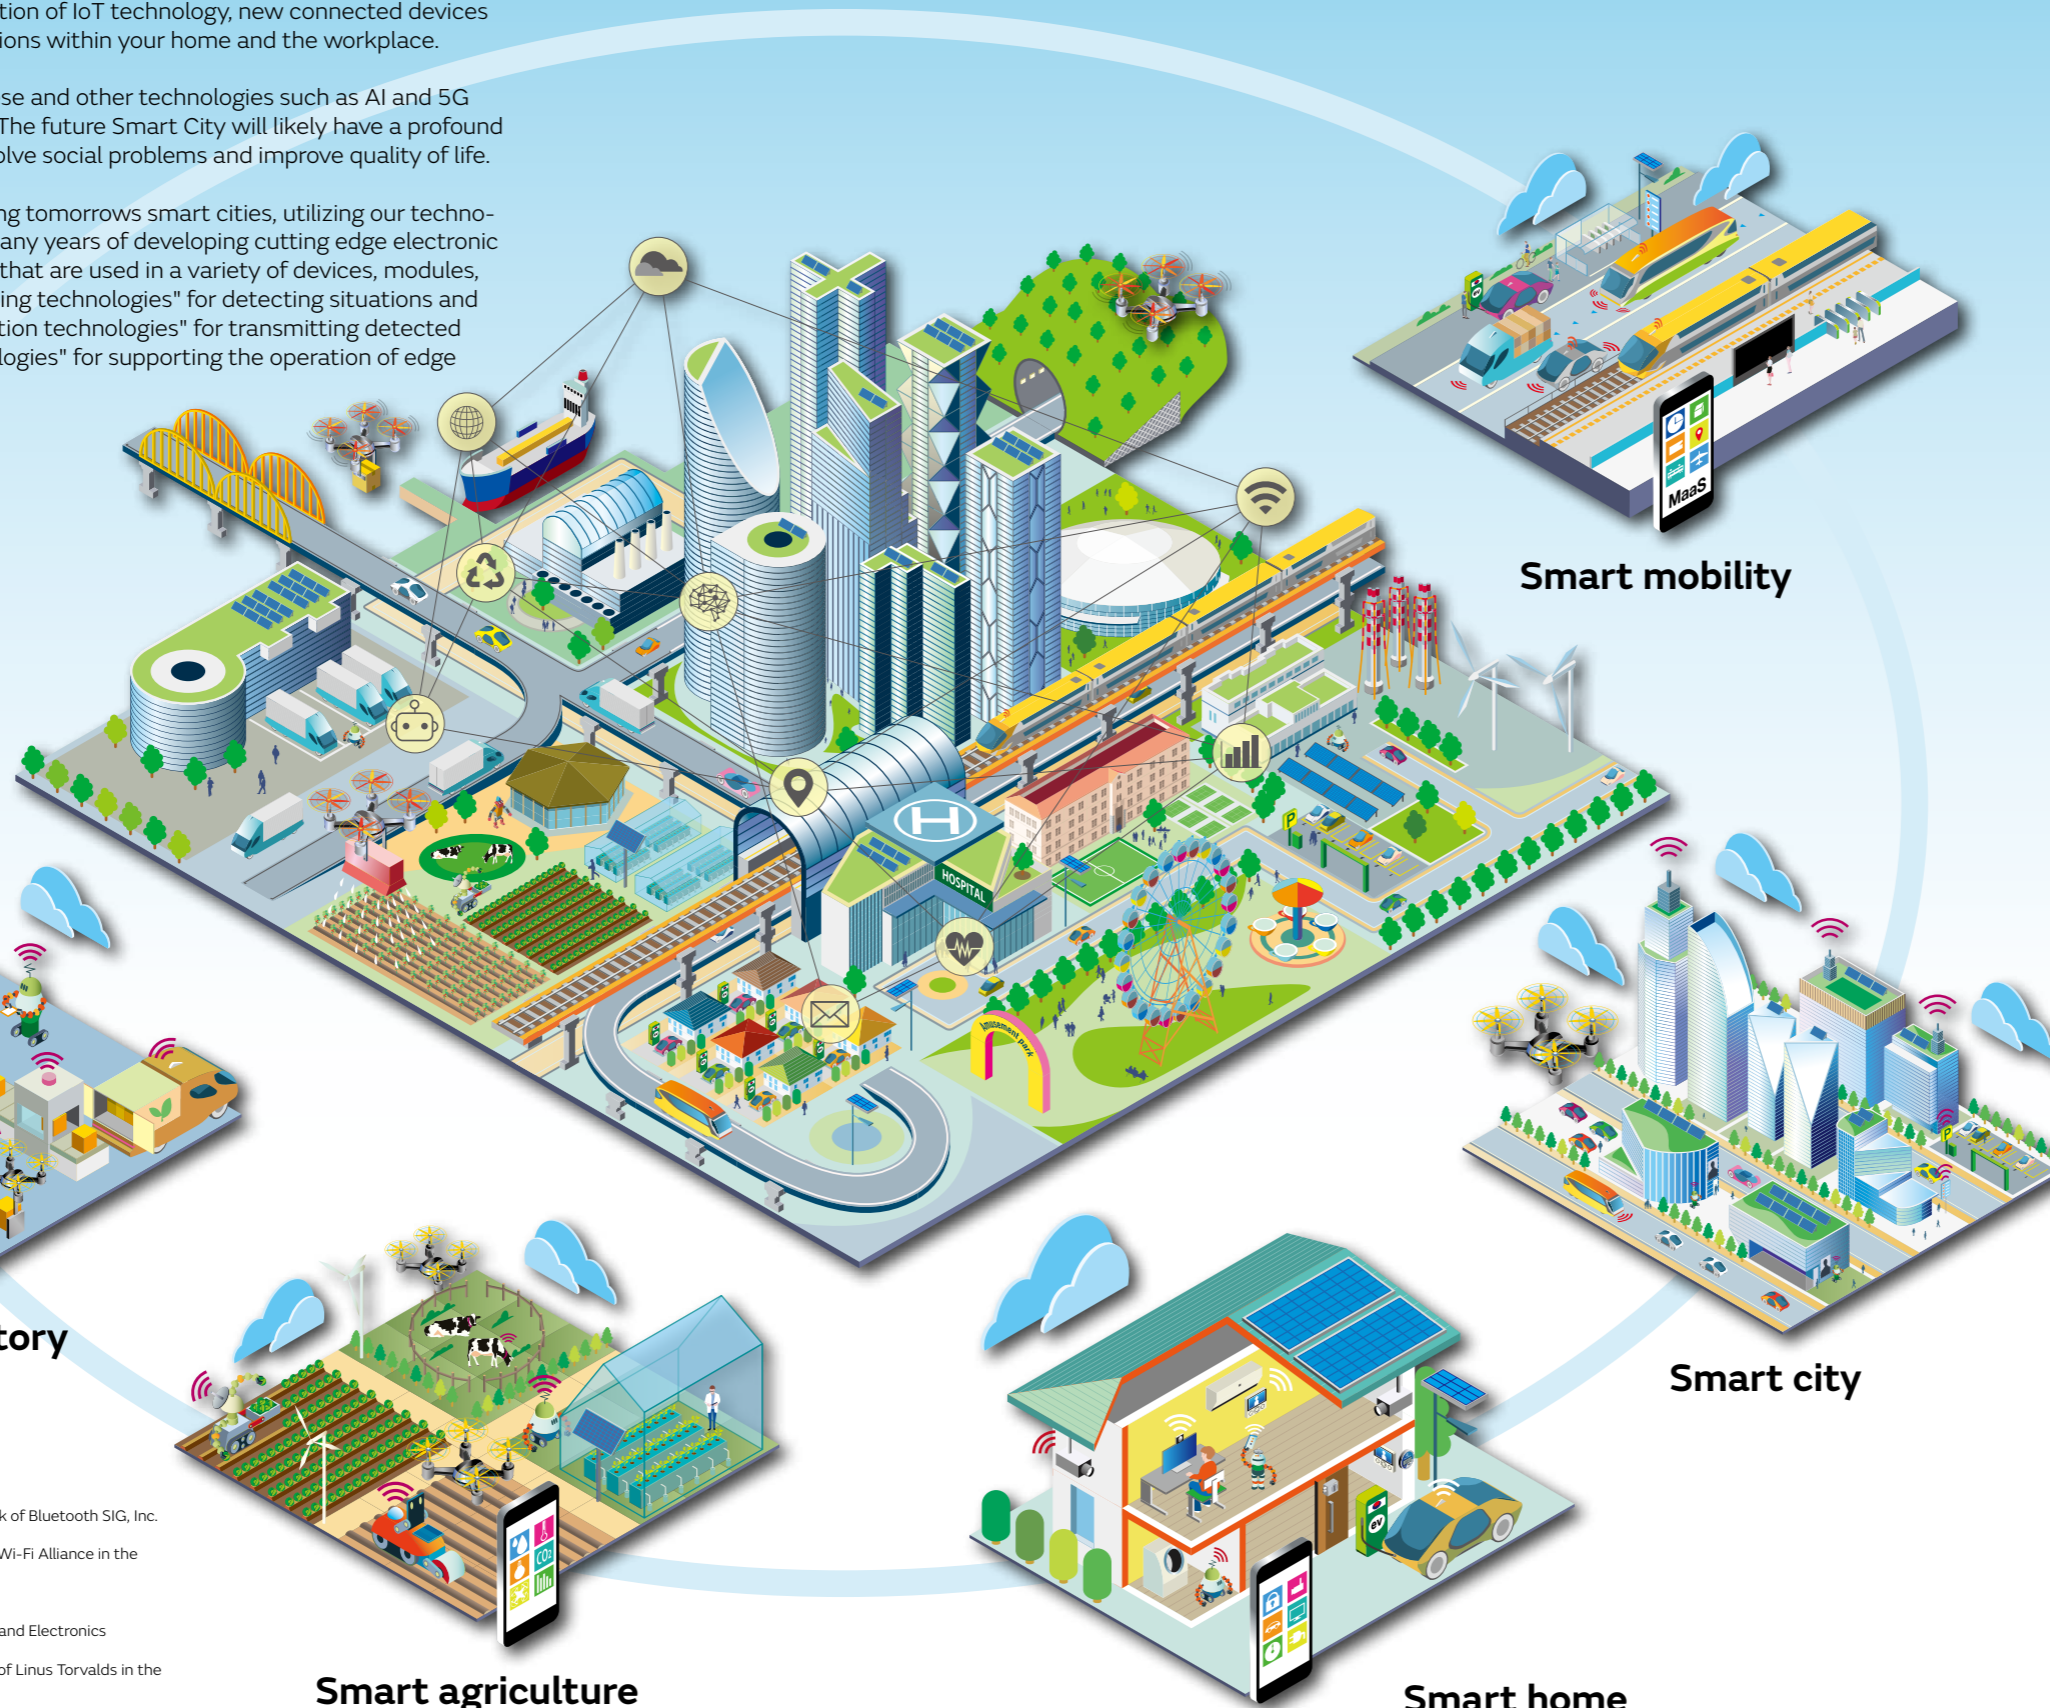 tion of IoT technology, new connected devices
ions within your home and the workplace.
se and other technologies such as AI and 5G
The future Smart City will likely have a profound
olve social problems and improve quality of life.
ng tomorrows smart cities, utilizing our techno-
any years of developing cutting edge electronic
that are used in a variety of devices, modules,
ing technologies" for detecting situations and
tion technologies" for transmitting detected
logies" for supporting the operation of edge
MaaS
Smart mobility
P
H
HOSPITAL
Amusement park
P
tory
Smart city
ev
CO2
k of Bluetooth SIG, Inc.
Wi-Fi Alliance in the
and Electronics
of Linus Torvalds in the
Smart agriculture
Smart home